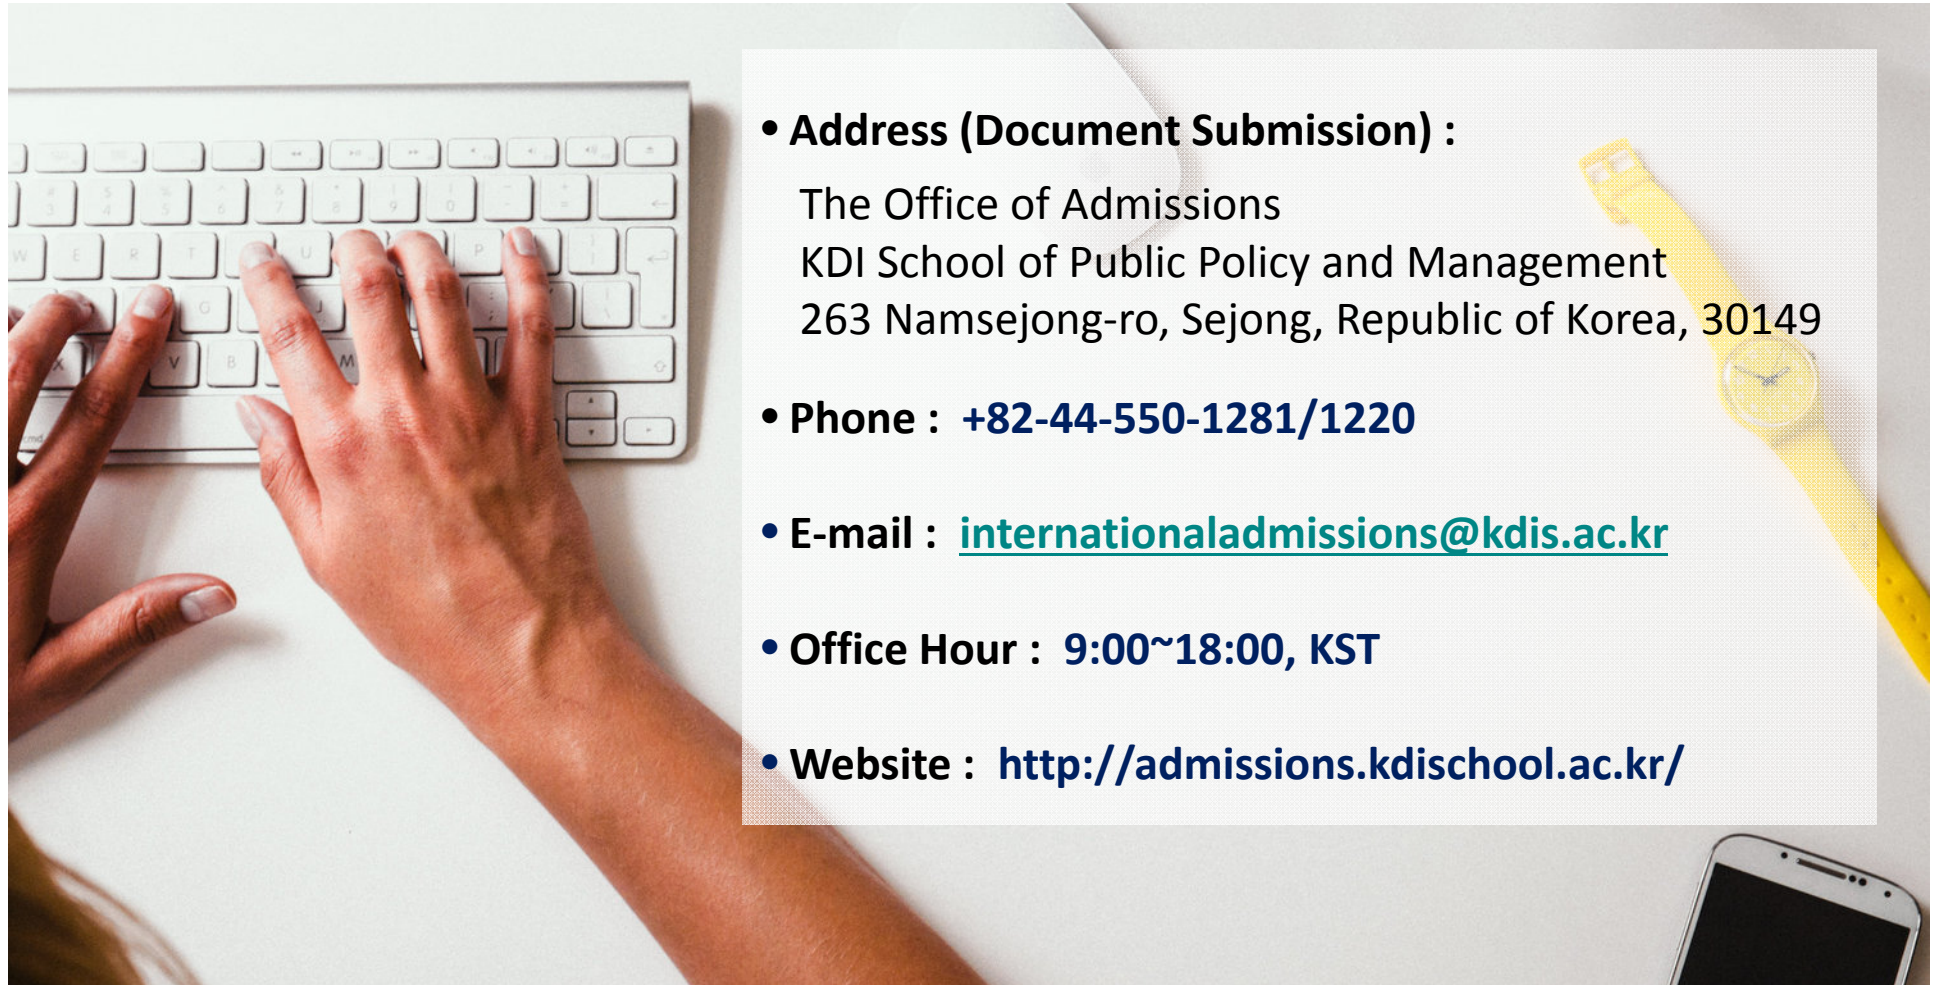 • Address (Document Submission) :
The Office of Admissions
KDI School of Public Policy and Management
263 Namsejong-ro, Sejong, Republic of Korea, 30149
• Phone : +82-44-550-1281/1220
• E-mail : internationaladmissions@kdis.ac.kr
• Office Hour : 9:00~18:00, KST
• Website : http://admissions.kdischool.ac.kr/